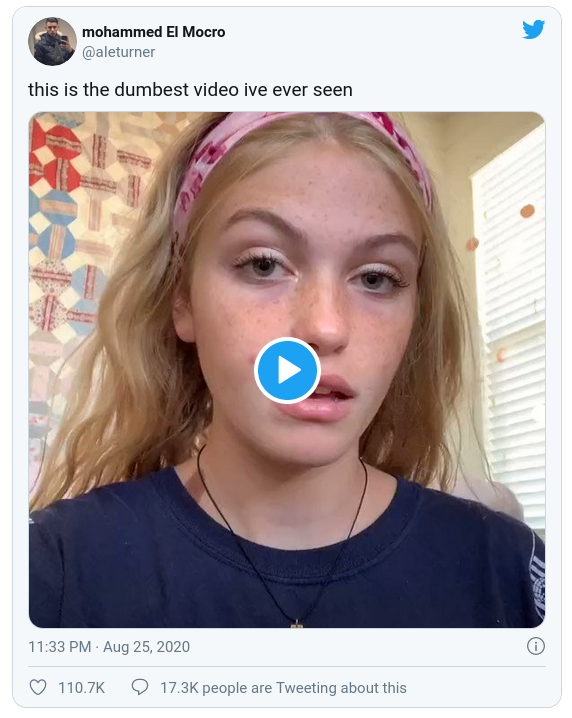 mohammed El Mocro
@aleturner
this is the dumbest video ive ever seen
11:33 PM · Aug 25, 2020
110.7K 17.3K people are Tweeting about this